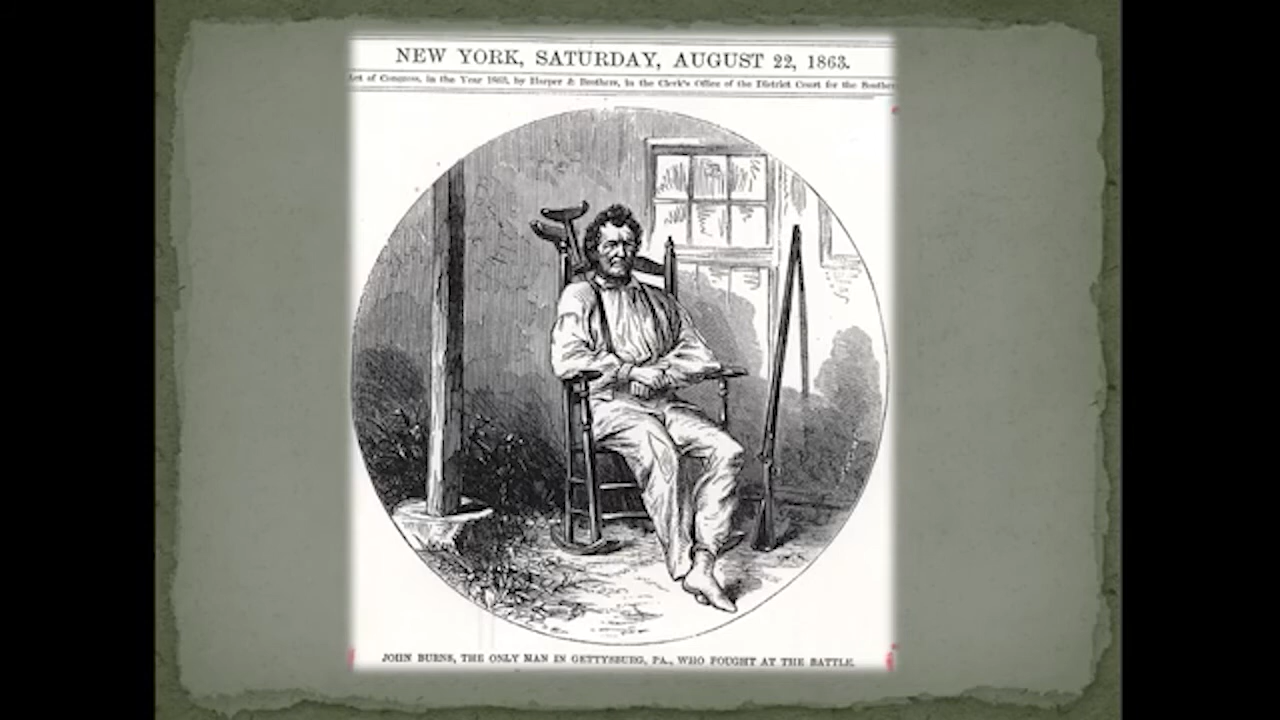 NEW YORK, SATURDAY, AUGUST 22, 1863.
Act of Congress, in the Year 1863, by Harper & Brothers, in the Clerk's Office of the District Court for the Souther
JOHN BURNS, THE ONLY MAN IN GETTYSBURG, PA., WHO FOUGHT AT THE BATTLE.